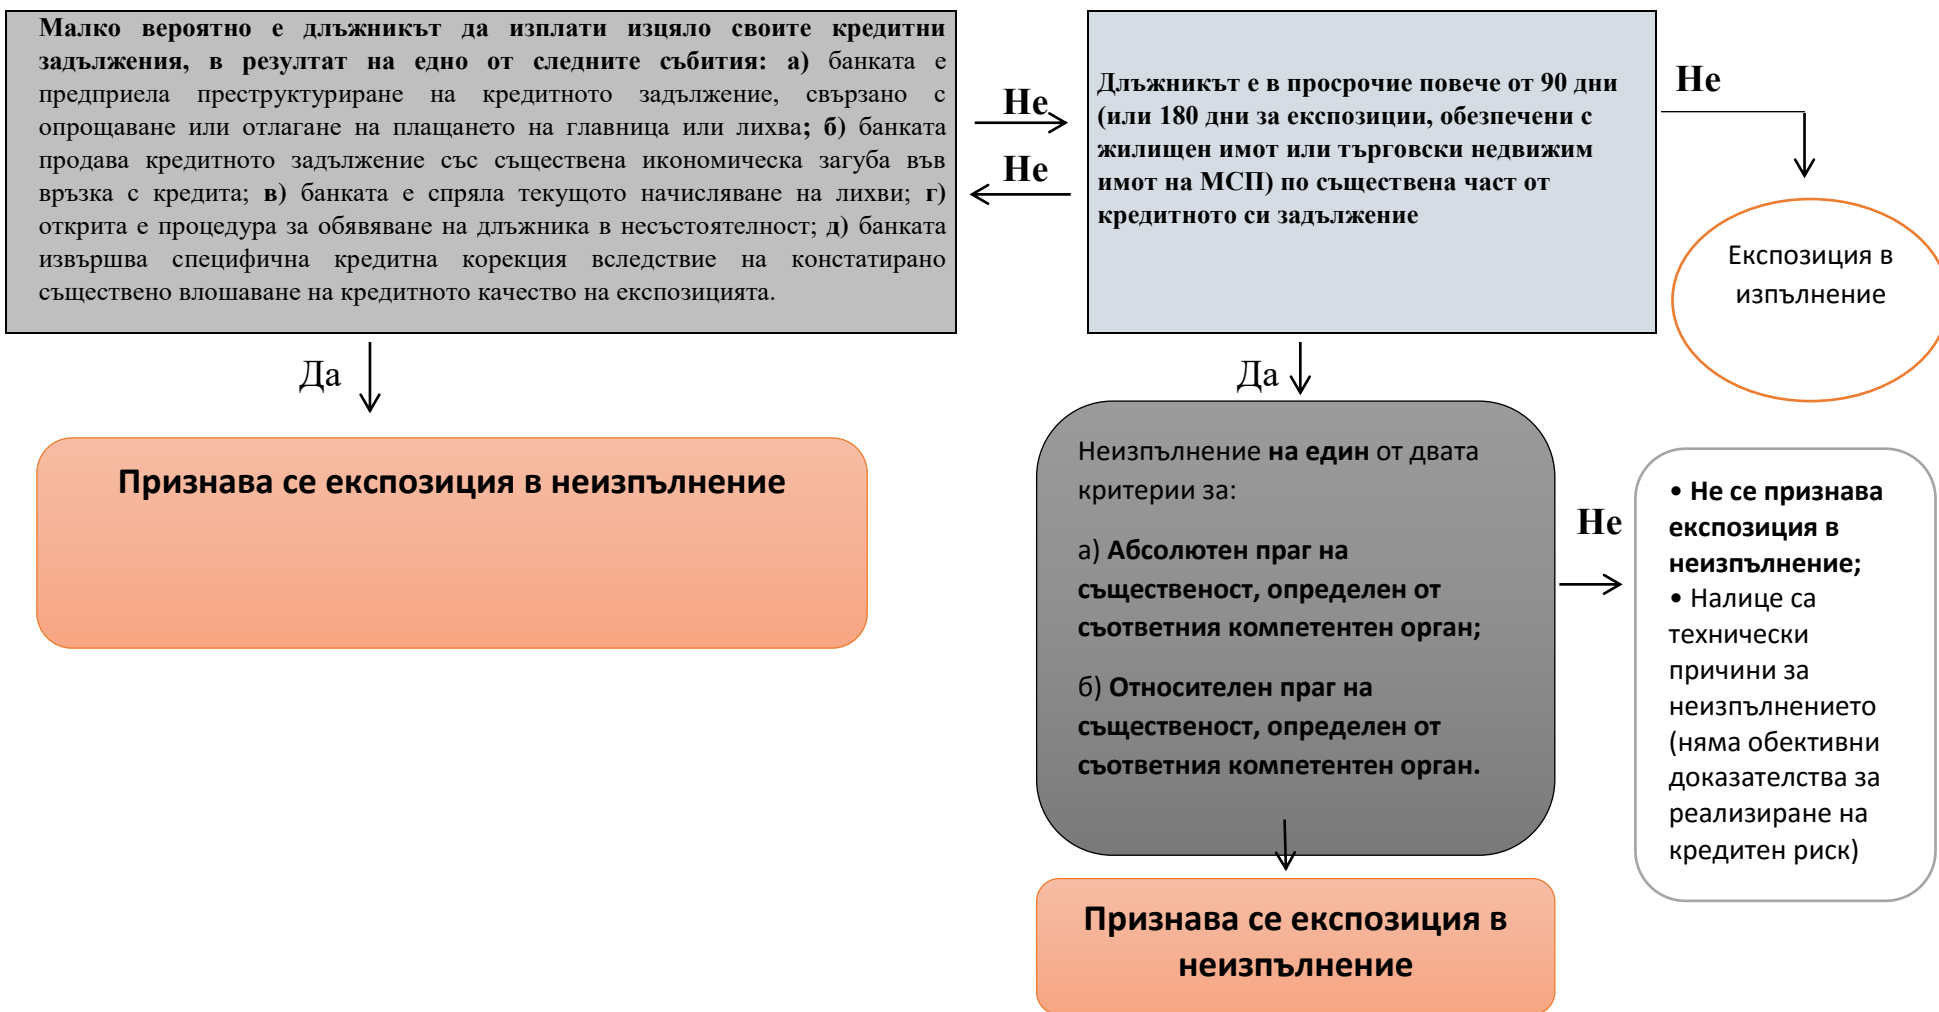 Малко вероятно е длъжникът да изплати изцяло своите кредитни
задължения, в резултат на едно от следните събития: а) банката е
предприела преструктуриране на кредитното задължение, свързано с
опрощаване или отлагане на плащането на главница или лихва; б) банката
продава кредитното задължение със съществена икономическа загуба във
връзка с кредита; в) банката е спряла текущото начисляване на лихви; г)
открита е процедура за обявяване на длъжника в несъстоятелност; д) банката
извършва специфична кредитна корекция вследствие на констатирано
съществено влошаване на кредитното качество на експозицията.
Не
Не
Длъжникът е в просрочие повече от 90 дни
(или 180 дни за експозиции, обезпечени с
жилищен имот или търговски недвижим
имот на МСП) по съществена част от
кредитното си задължение
Не
Експозиция в
изпълнение
Да
Да
Признава се експозиция в неизпълнение
Неизпълнение на един от двата
критерии за:
а) Абсолютен праг на
същественост, определен от
съответния компетентен орган;
б) Относителен праг на
същественост, определен от
съответния компетентен орган.
Не
• Не се признава
експозиция в
неизпълнение;
• Налице са
технически
причини за
неизпълнението
(няма обективни
доказателства за
реализиране на
кредитен риск)
Признава се експозиция в
неизпълнение